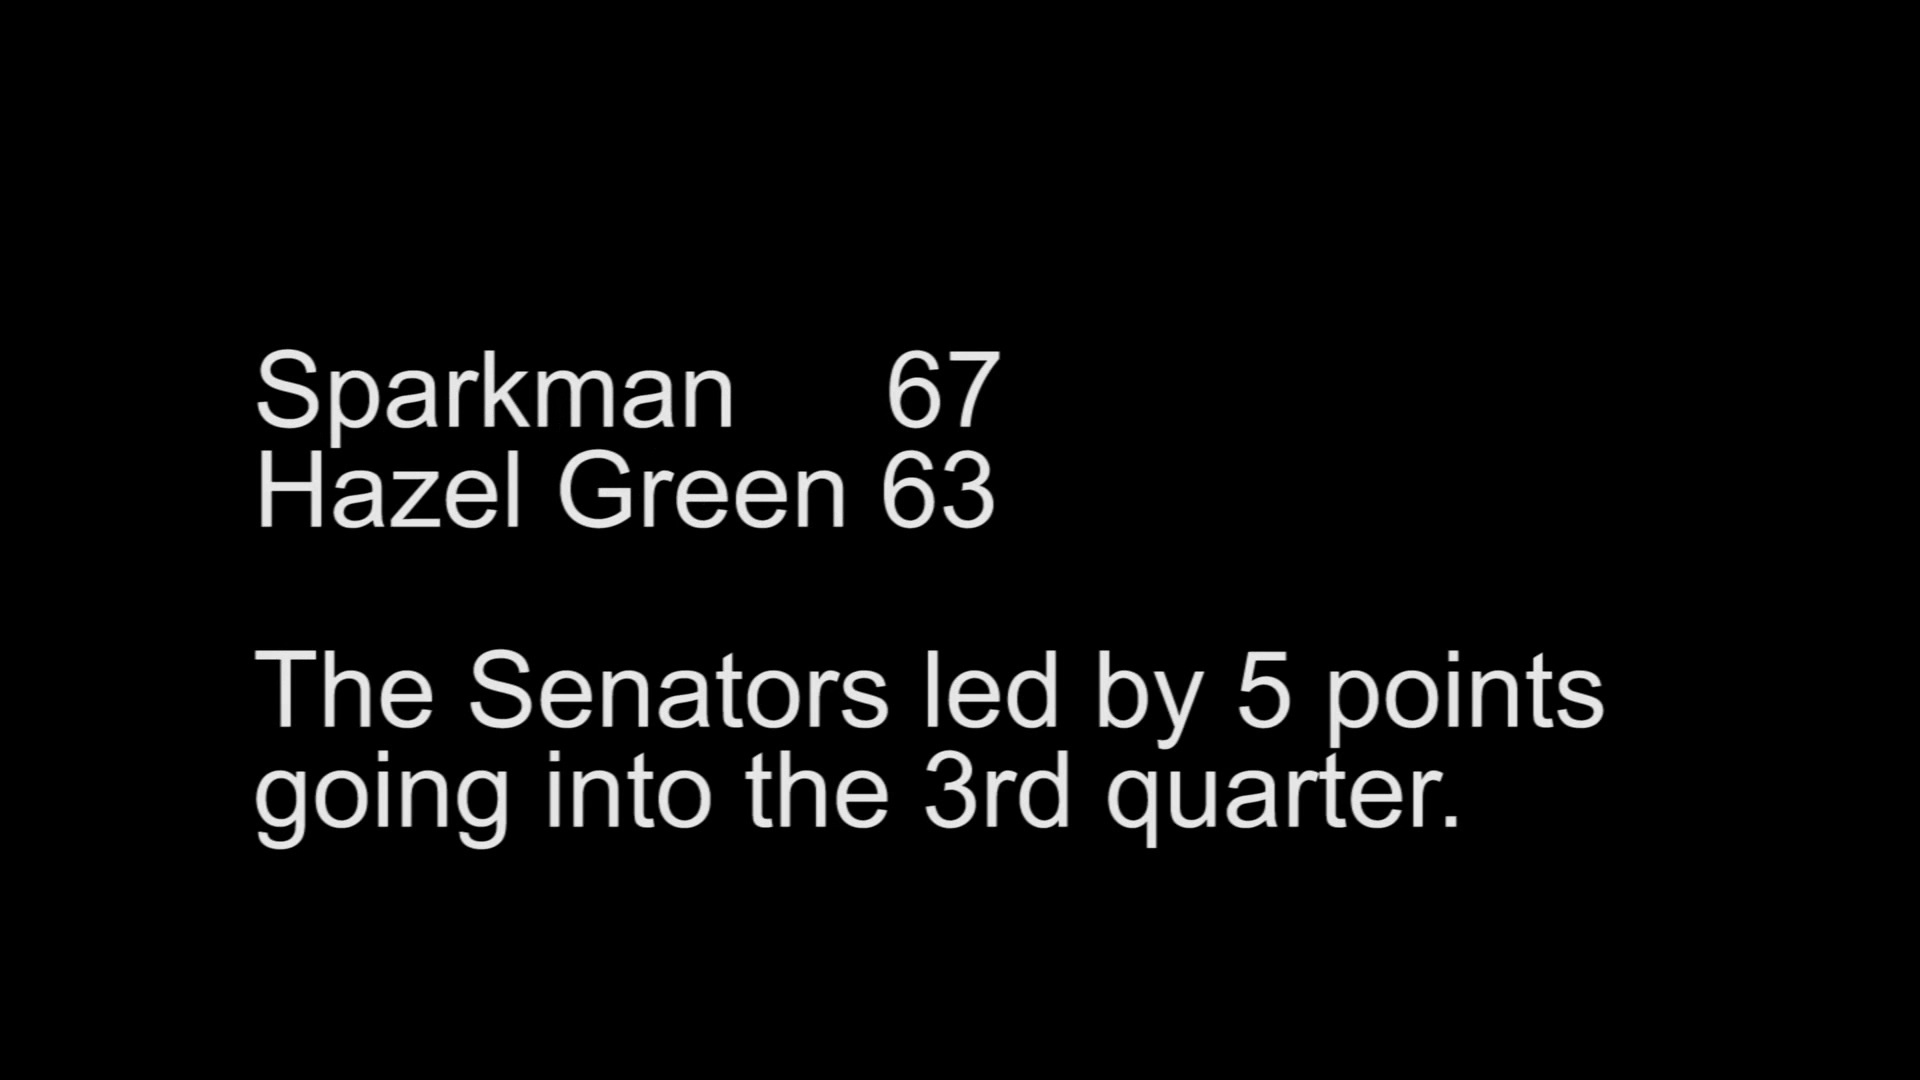 Sparkman 67
Hazel Green 63
The Senators led by 5 points
going into the 3rd quarter.